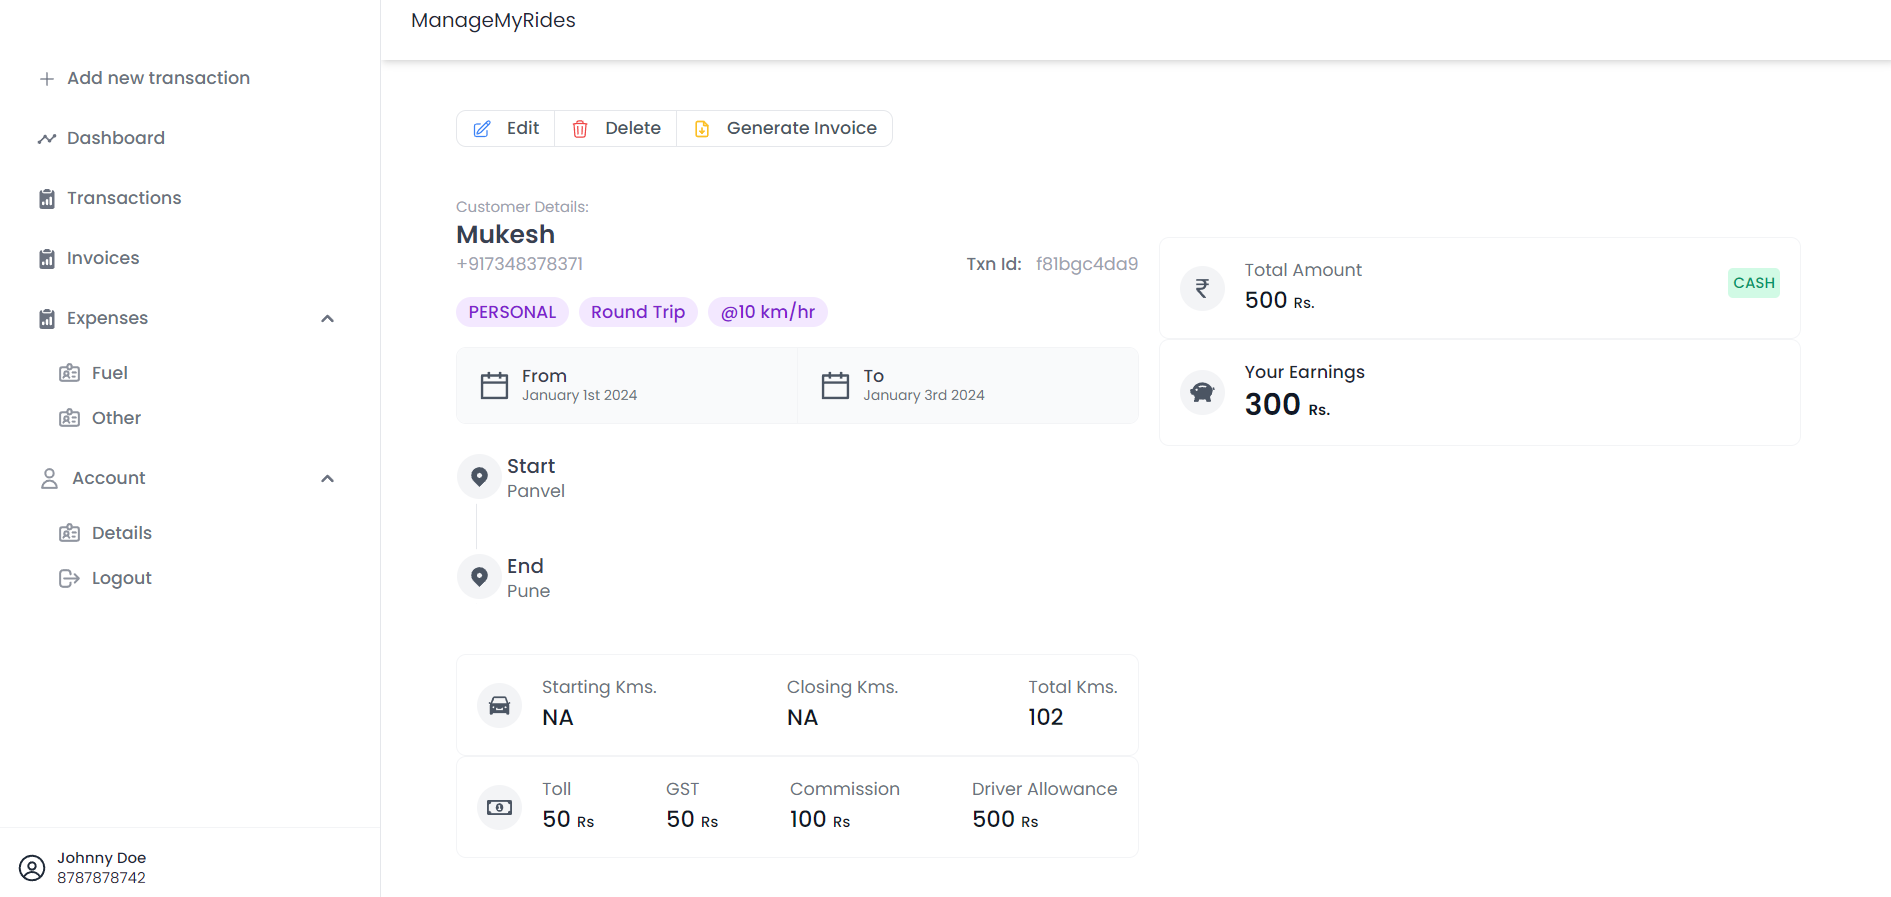 ManageMyRides
Add new transaction
Dashboard
Transactions
Invoices
Expenses
Fuel
Other
Account
Details
Logout
Johnny Doe
8787878742
Edit Delete Generate Invoice
Customer Details:
Mukesh
+917348378371
Txn Id: f81bgc4da9
PERSONAL Round Trip @10 km/hr
From
January 1st 2024
To
January 3rd 2024
Start
Panvel
End
Pune
Starting Kms. Closing Kms. Total Kms.
NA NA 102
Toll GST Commission Driver Allowance
50 Rs 50 Rs 100 Rs 500 Rs
Total Amount
500 Rs.
CASH
Your Earnings
300 Rs.